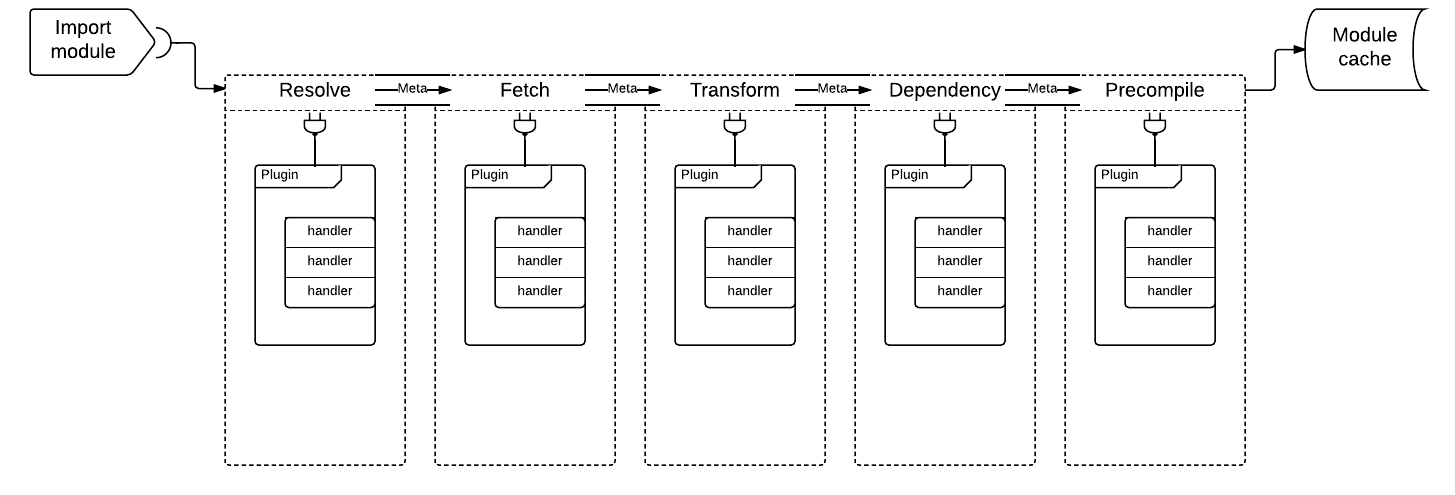 Import
module
Module
cache
Resolve Meta Fetch Meta Transform Meta Dependency Meta Precompile
Plugin Plugin Plugin Plugin Plugin
handler handler handler handler handler
handler handler handler handler handler
handler handler handler handler handler